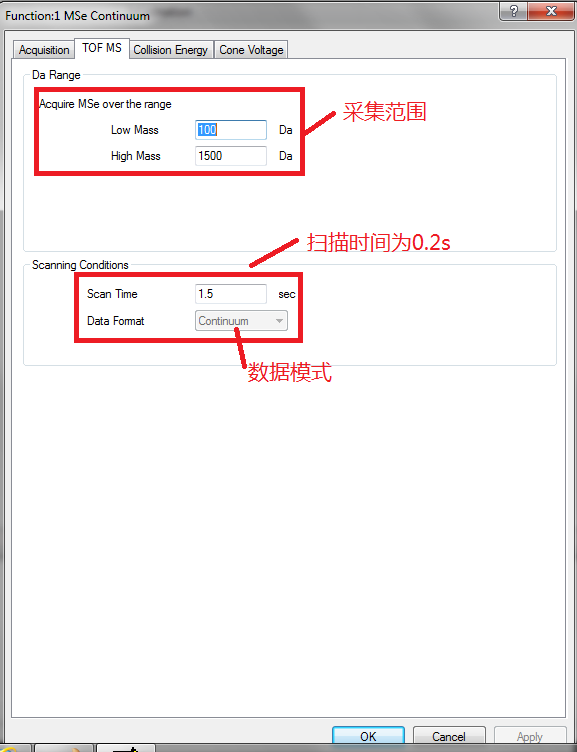 Function:1 MSe Continuum
Acquisition TOF MS Collision Energy Cone Voltage
Da Range
Acquire MSe over the range
采集范围
Low Mass 100 Da
High Mass 1500 Da
扫描时间为0.2s
Scanning Conditions
Scan Time 1.5 sec
Data Format Continuum
数据模式
OK Cancel Apply